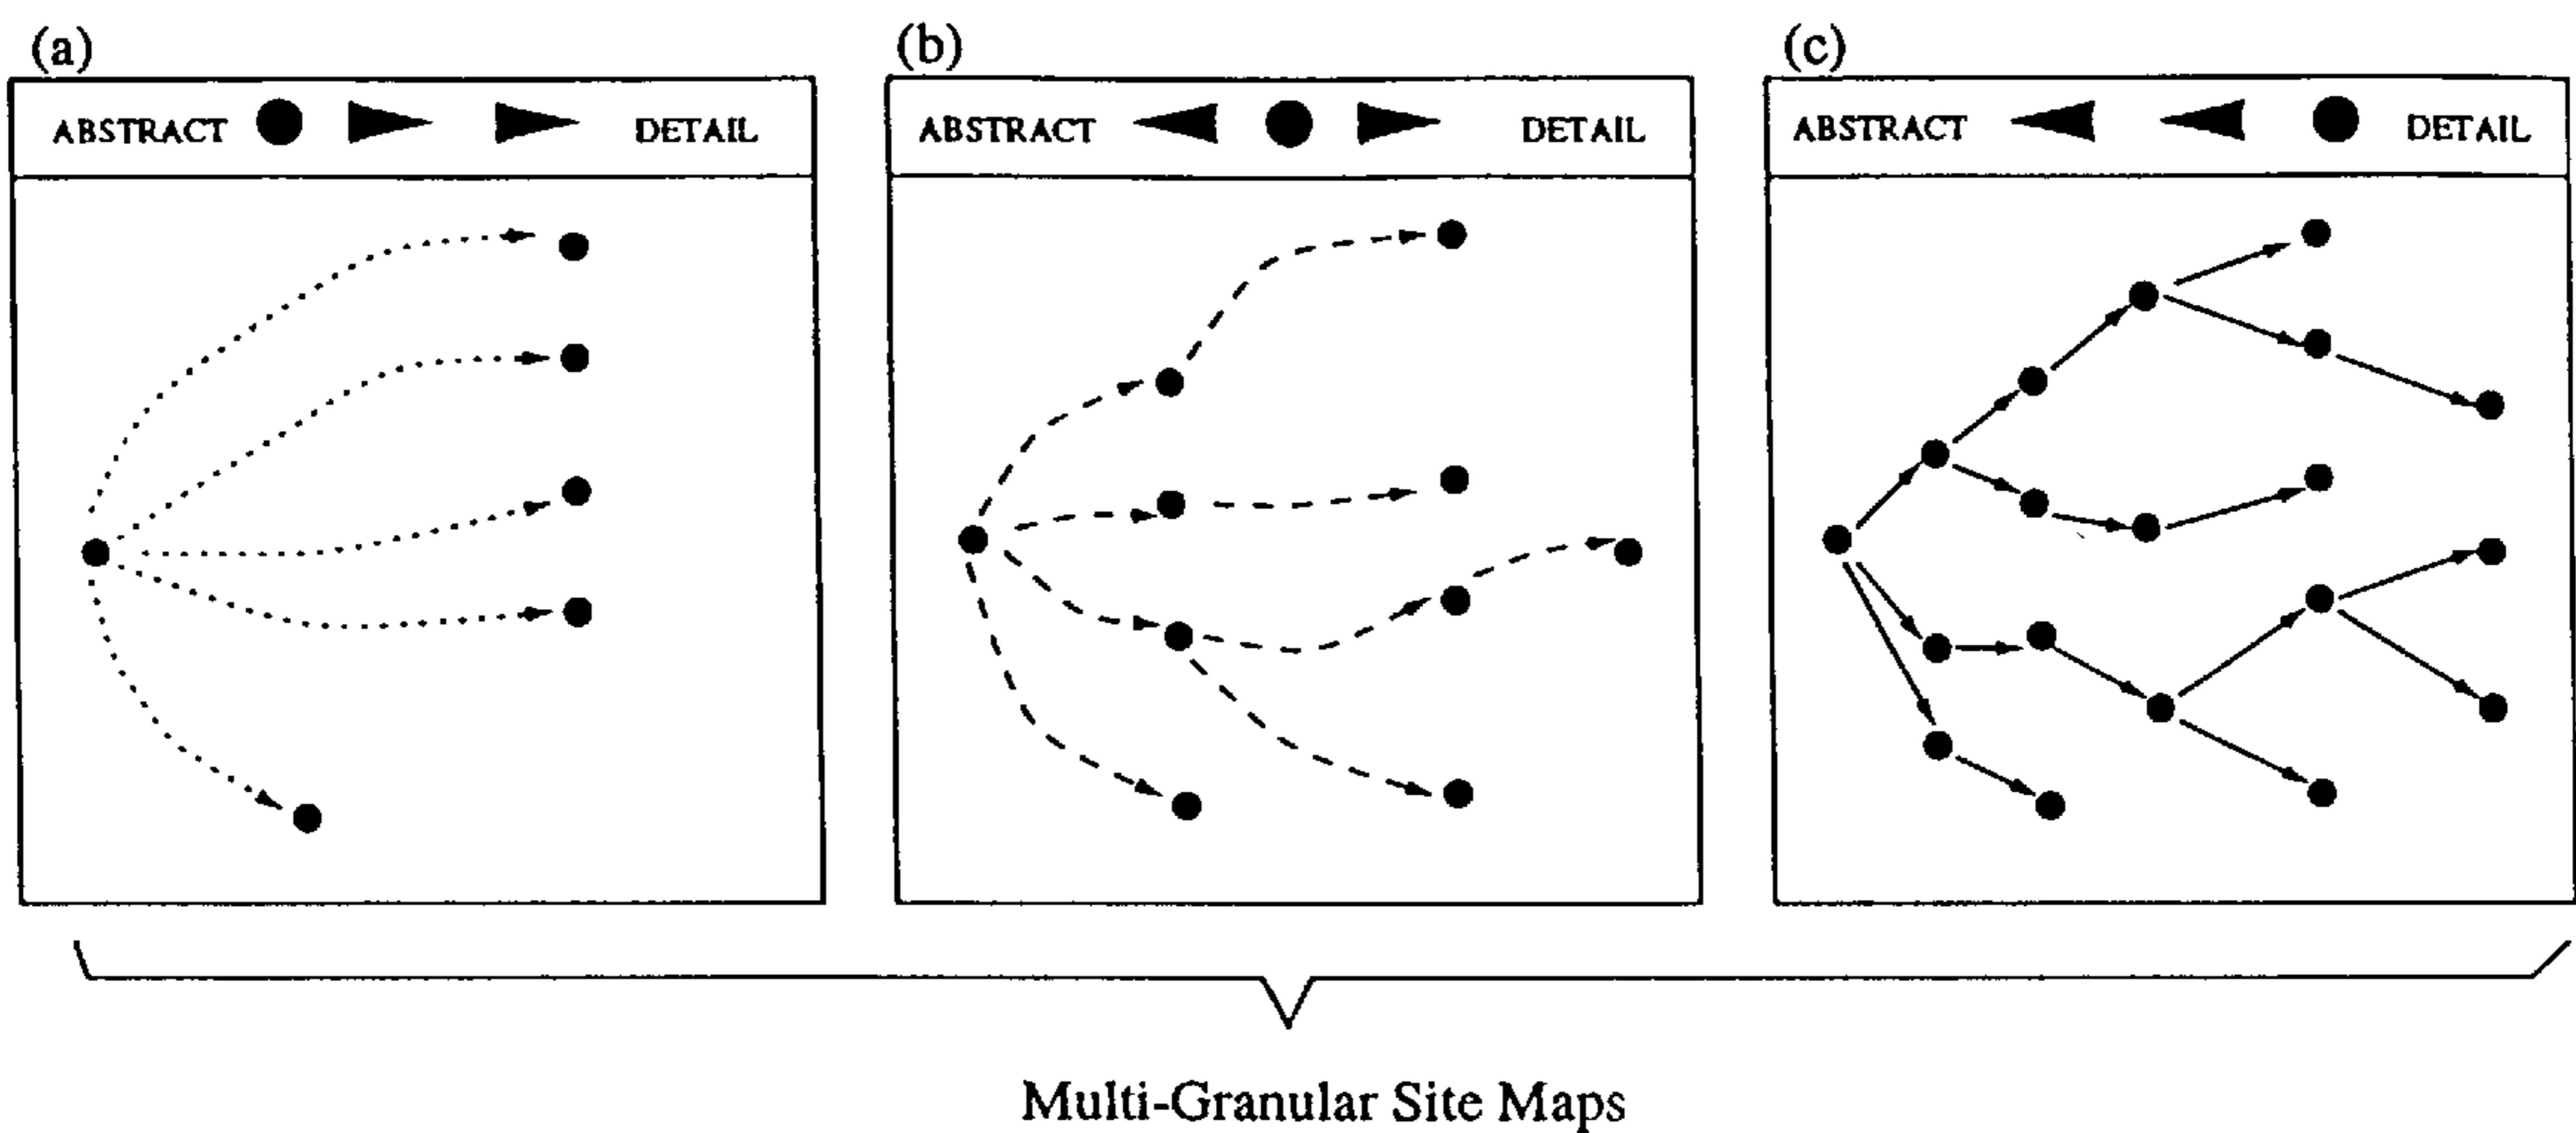 (a) (b) (c)
ABSTRACT DETAIL ABSTRACT DETAIL ABSTRACT DETAIL
Multi-Granular Site Maps